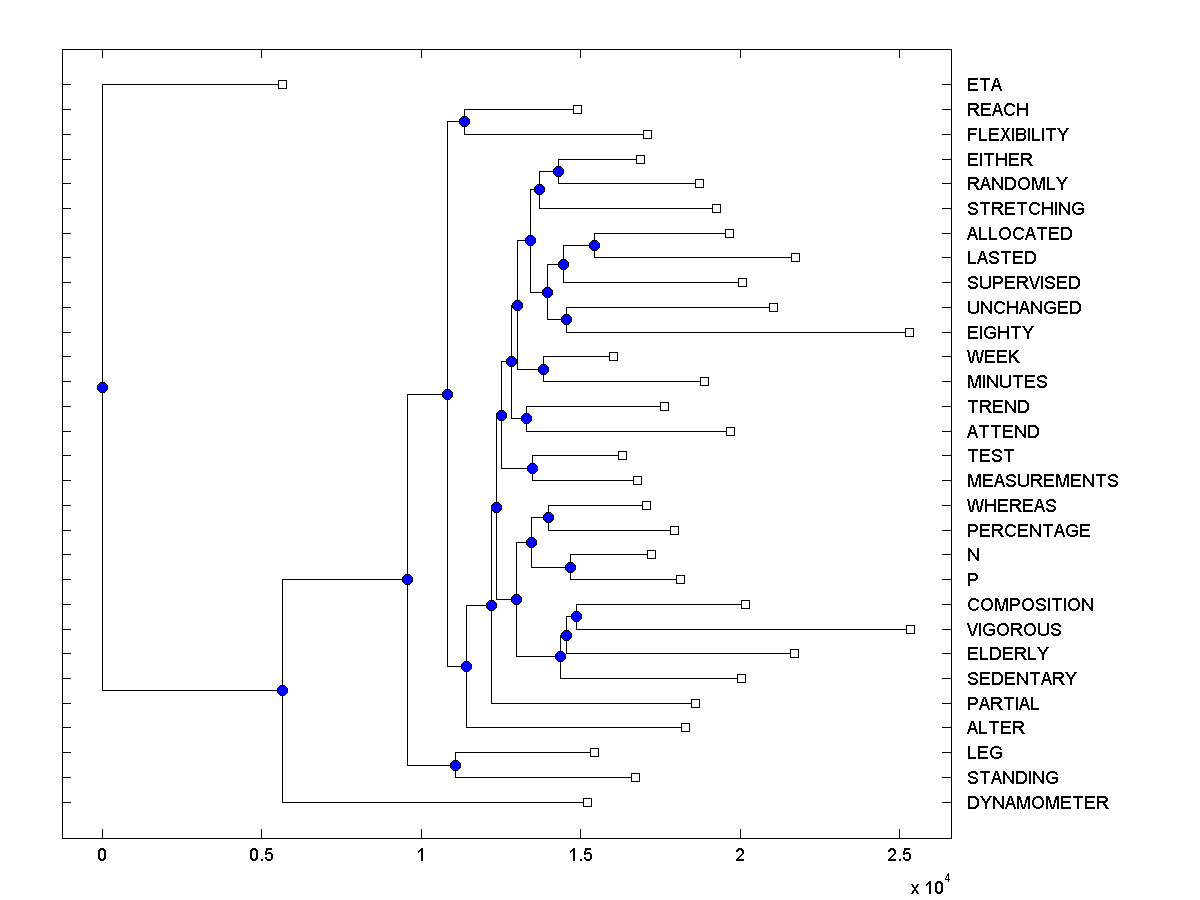 ETA
REACH
FLEXIBILITY
EITHER
RANDOMLY
STRETCHING
ALLOCATED
LASTED
SUPERVISED
UNCHANGED
EIGHTY
WEEK
MINUTES
TREND
ATTEND
TEST
MEASUREMENTS
WHEREAS
PERCENTAGE
N
P
COMPOSITION
VIGOROUS
ELDERLY
SEDENTARY
PARTIAL
ALTER
LEG
STANDING
DYNAMOMETER
0 0.5 1 1.5 2 2.5
x 10^4